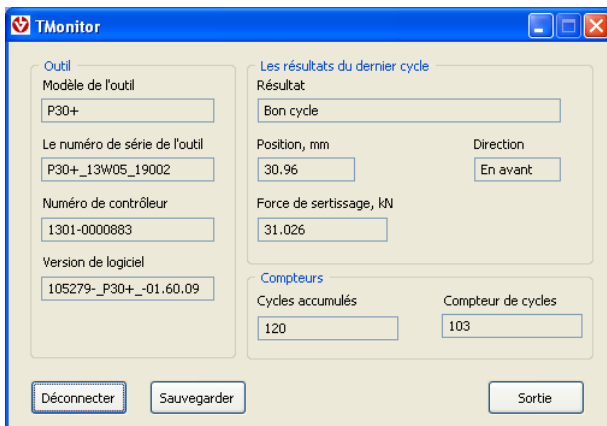 TMonitor
Outil
Modèle de l'outil
P30+
Le numéro de série de l'outil
P30+_13W05_19002
Numéro de contrôleur
1301-0000883
Version de logiciel
105279-_P30+_-01.60.09
Les résultats du dernier cycle
Résultat
Bon cycle
Position, mm
Direction
30.96
En avant
Force de sertissage, kN
31.026
Compteurs
Cycles accumulés
Compteur de cycles
120
103
Déconnecter
Sauvegarder
Sortie